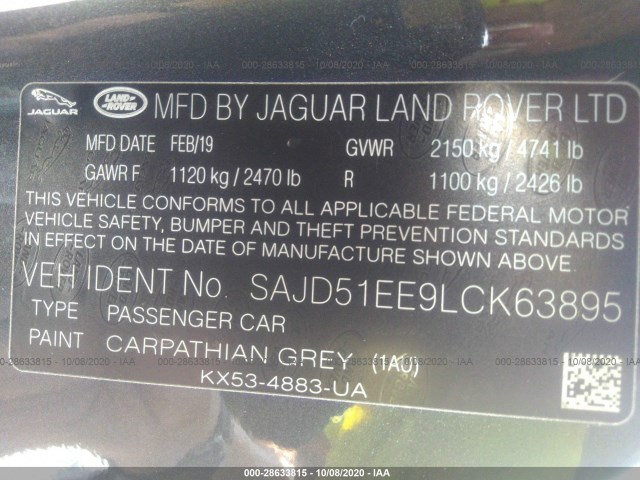 000-28633815 - 10/08/2020 - IAA
JAGUAR
LAND ROVER
MFD BY JAGUAR LAND ROVER LTD
MFD DATE FEB/19 GVWR 2150 kg / 4741 lb
GAWR F 1120 kg / 2470 lb R 1100 kg / 2426 lb
THIS VEHICLE CONFORMS TO ALL APPLICABLE FEDERAL MOTOR
VEHICLE SAFETY, BUMPER AND THEFT PREVENTION STANDARDS
IN EFFECT ON THE DATE OF MANUFACTURE SHOWN ABOVE.
VEH IDENT No. SAJD51EE9LCK63895
TYPE PASSENGER CAR
PAINT CARPATHIAN GREY (1AU)
KX53-4883-UA
000-28633815 - 10/08/2020 - IAA